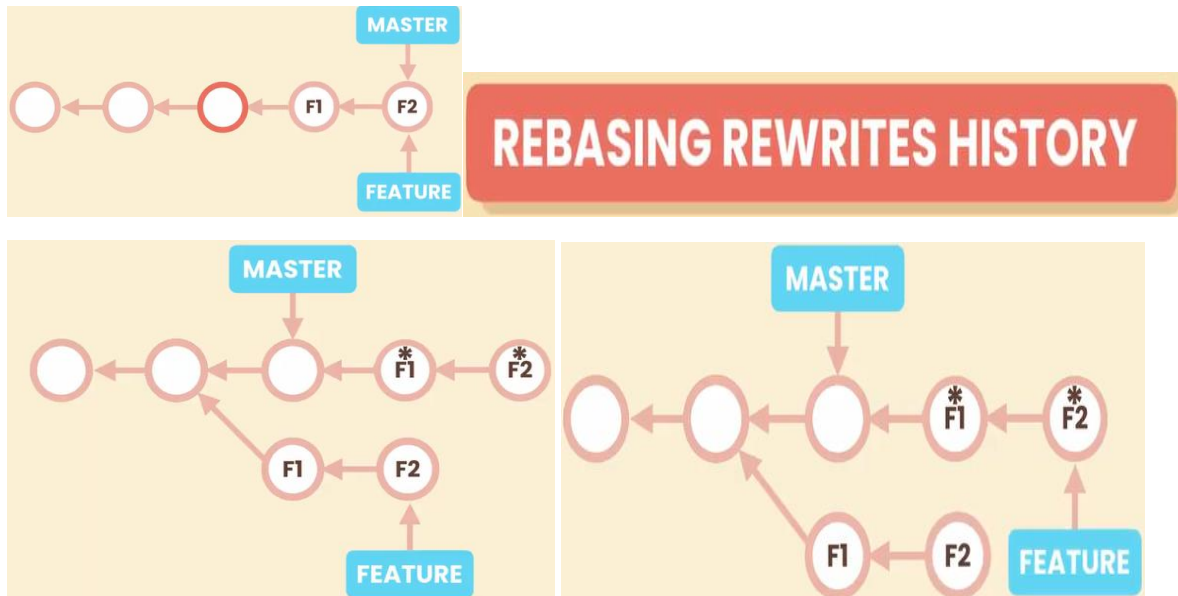 MASTER
F1
F2
FEATURE
REBASING REWRITES HISTORY
MASTER
*
F1
*
F2
F1
F2
FEATURE
MASTER
*
F1
*
F2
F1
F2
FEATURE